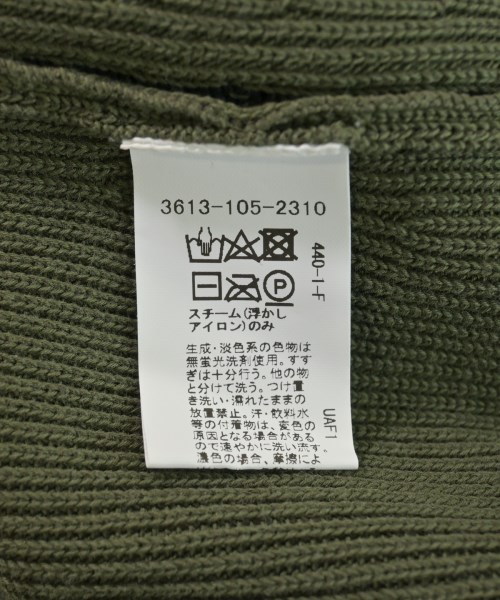 3613-105-2310
P
スチーム(浮かし
アイロン)のみ
生成・淡色系の色物は
無蛍光洗剤使用。すす
ぎは十分行う。他の物
と分けて洗う。つけ置
き洗い・濡れたままの
放置禁止。汗・飲料水
等の付着物は、変色の
原因となる場合がある
ので速やかに洗い流す。
濃色の場合、摩擦によ
440-1-F
UAF1